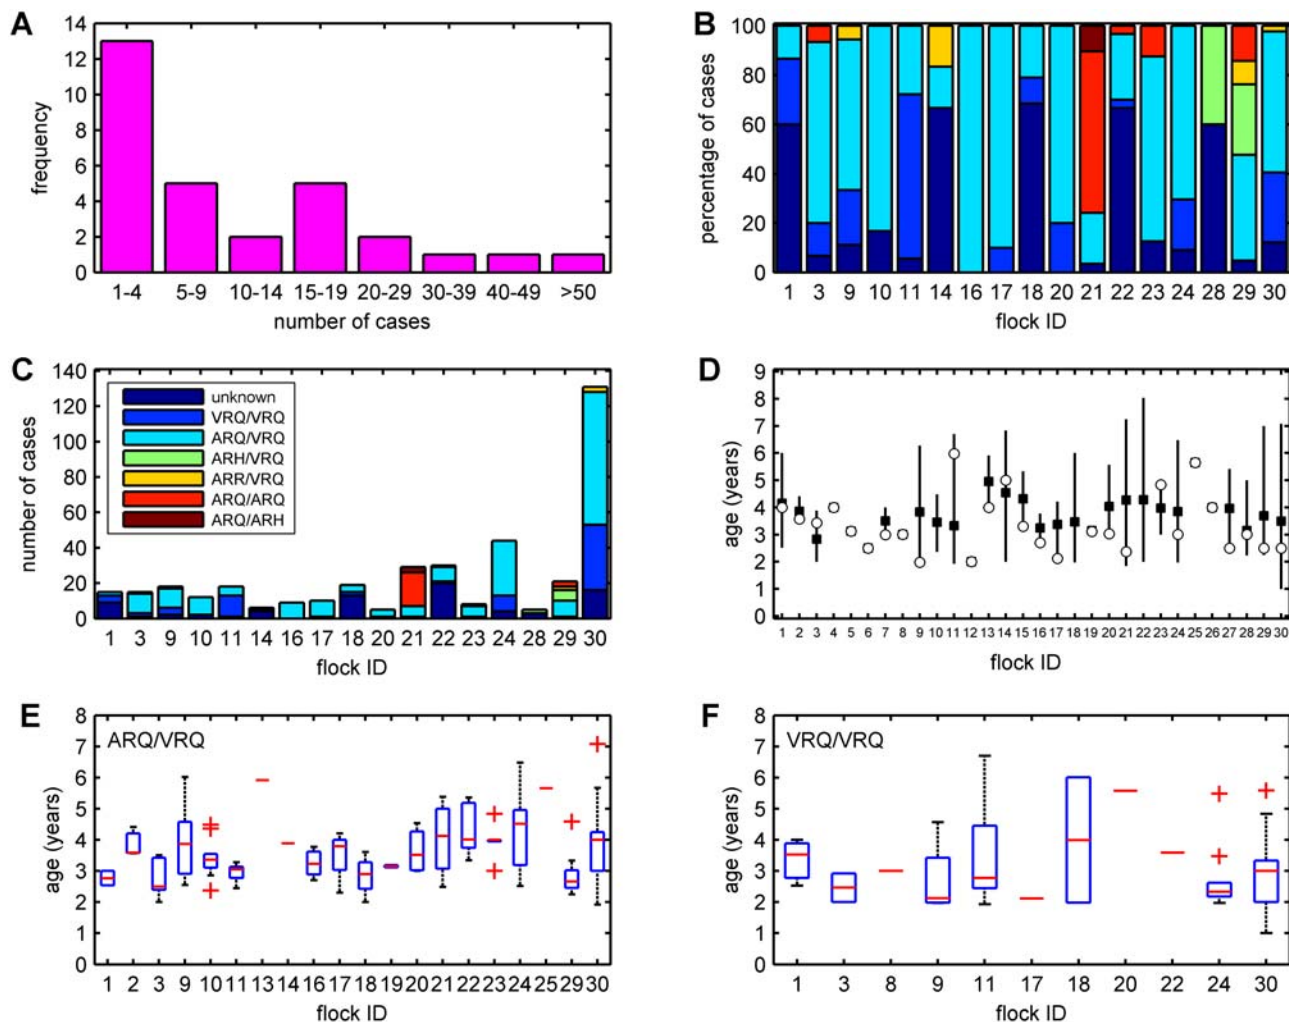 A
14
12
10
8
6
4
2
0
frequency
1-4 5-9 10-14 15-19 20-29 30-39 40-49 >50
number of cases
B
100
80
60
40
20
0
percentage of cases
1 3 9 10 11 14 16 17 18 20 21 22 23 24 28 29 30
flock ID
C
140
120
100
80
60
40
20
0
number of cases
unknown
VRQ/VRQ
ARQ/VRQ
ARH/VRQ
ARR/VRQ
ARQ/ARQ
ARQ/ARH
1 3 9 10 11 14 16 17 18 20 21 22 23 24 28 29 30
flock ID
D
9
8
7
6
5
4
3
2
1
0
age (years)
1 2 3 4 5 6 7 8 9 10 11 12 13 14 15 16 17 18 19 20 21 22 23 24 25 26 27 28 29 30
flock ID
E
ARQ/VRQ
8
7
6
5
4
3
2
1
0
age (years)
1 2 3 9 10 11 13 14 16 17 18 19 20 21 22 23 24 25 29 30
flock ID
F
VRQ/VRQ
8
7
6
5
4
3
2
1
0
age (years)
1 3 8 9 11 17 18 20 22 24 30
flock ID